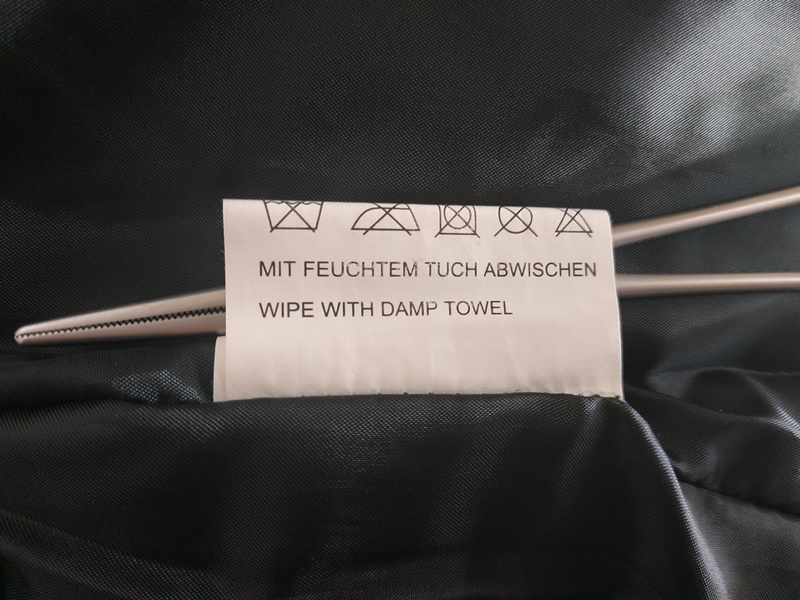 MIT FEUCHTEM TUCH ABWISCHEN
WIPE WITH DAMP TOWEL